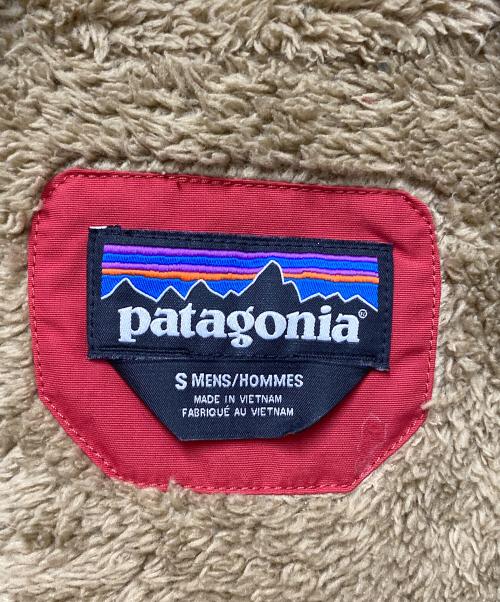 patagonia®
S MENS/HOMMES
MADE IN VIETNAM
FABRIQUÉ AU VIETNAM